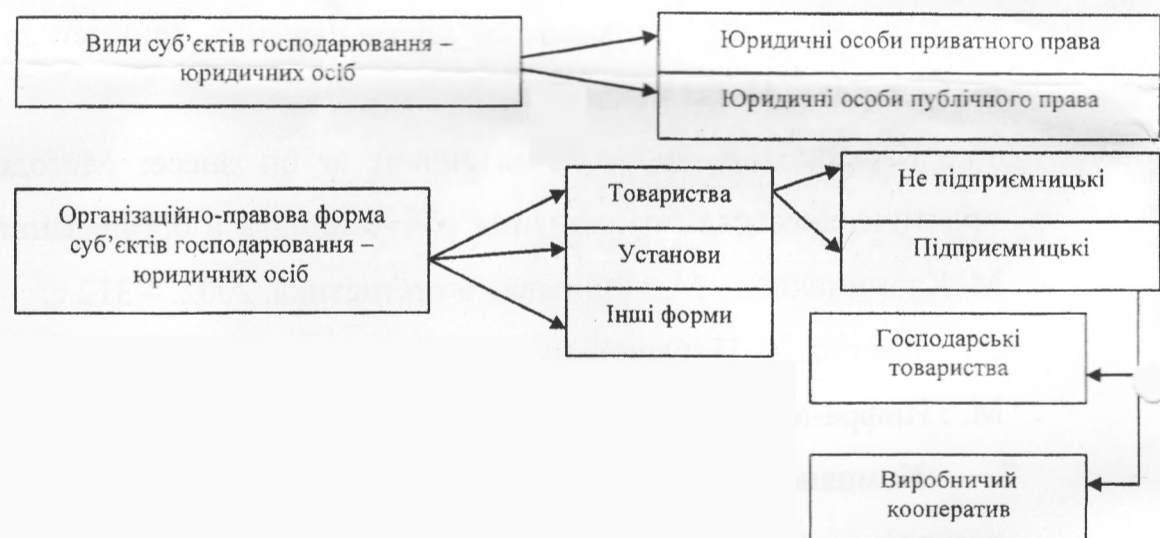 Види суб'єктів господарювання –
юридичних осіб
Юридичні особи приватного права
Юридичні особи публічного права
Організаційно-правова форма
суб'єктів господарювання –
юридичних осіб
Товариства
Установи
Інші форми
Не підприємницькі
Підприємницькі
Господарські
товариства
Виробничий
кооператив